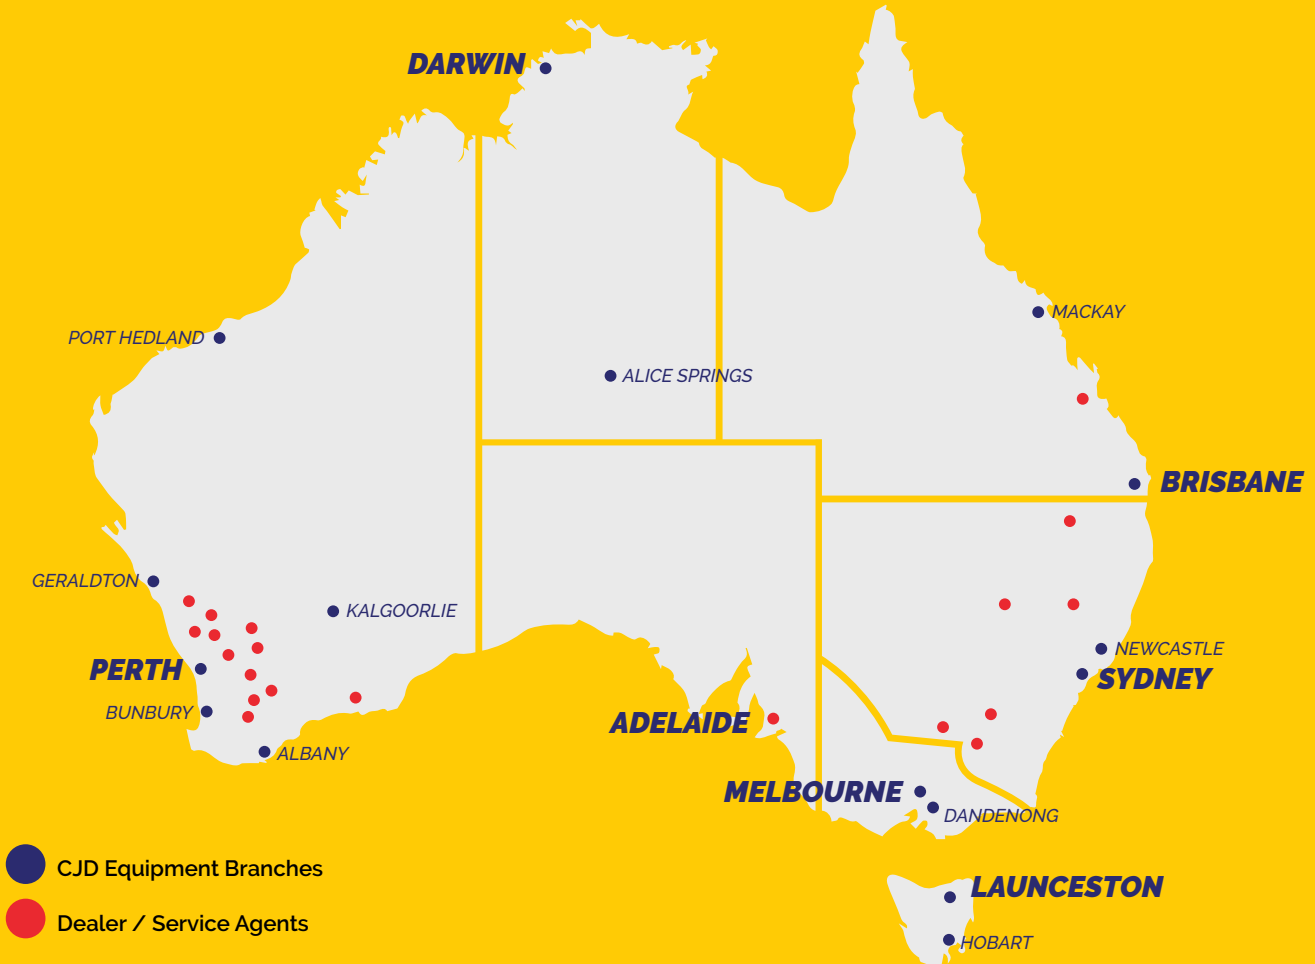 DARWIN
MACKAY
PORT HEDLAND
ALICE SPRINGS
BRISBANE
GERALDTON
KALGOORLIE
NEWCASTLE
PERTH
SYDNEY
BUNBURY
ADELAIDE
ALBANY
MELBOURNE
DANDENONG
CJD Equipment Branches
LAUNCESTON
Dealer / Service Agents
HOBART